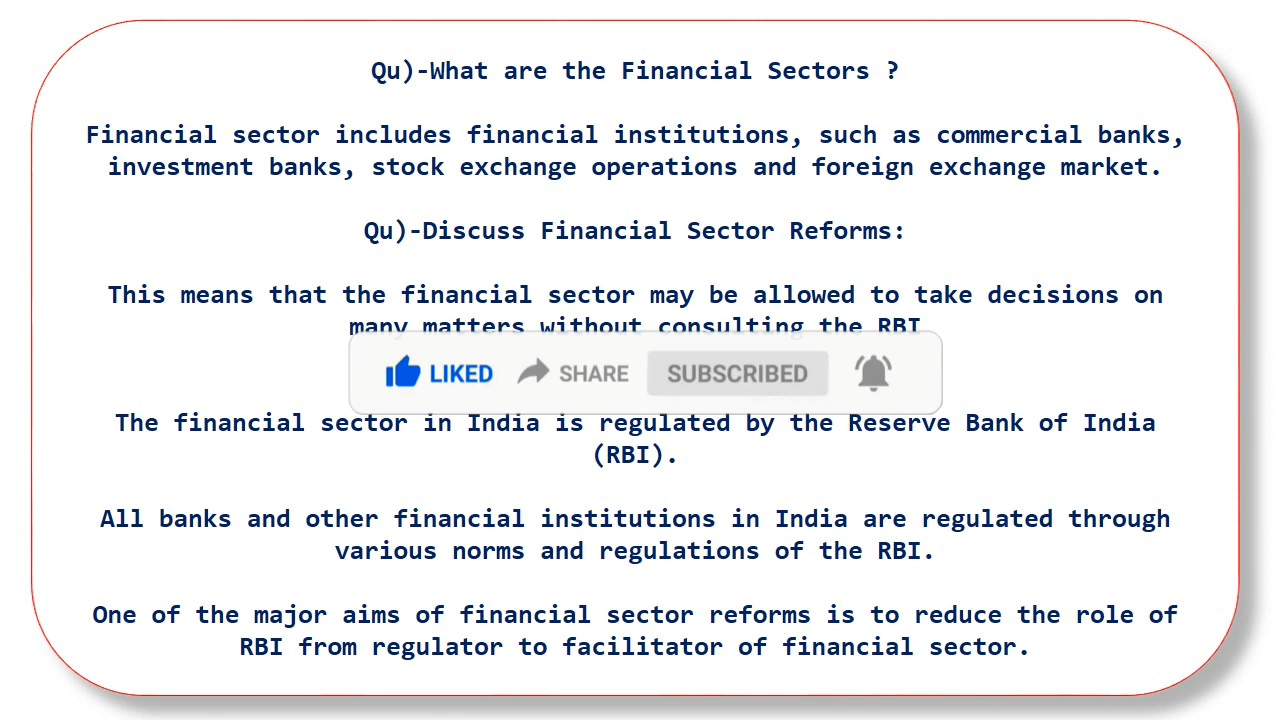 Qu)-What are the Financial Sectors ?
Financial sector includes financial institutions, such as commercial banks,
investment banks, stock exchange operations and foreign exchange market.
Qu)-Discuss Financial Sector Reforms:
This means that the financial sector may be allowed to take decisions on
many matters without consulting the RBI
LIKED SHARE SUBSCRIBED
The financial sector in India is regulated by the Reserve Bank of India
(RBI).
All banks and other financial institutions in India are regulated through
various norms and regulations of the RBI.
One of the major aims of financial sector reforms is to reduce the role of
RBI from regulator to facilitator of financial sector.